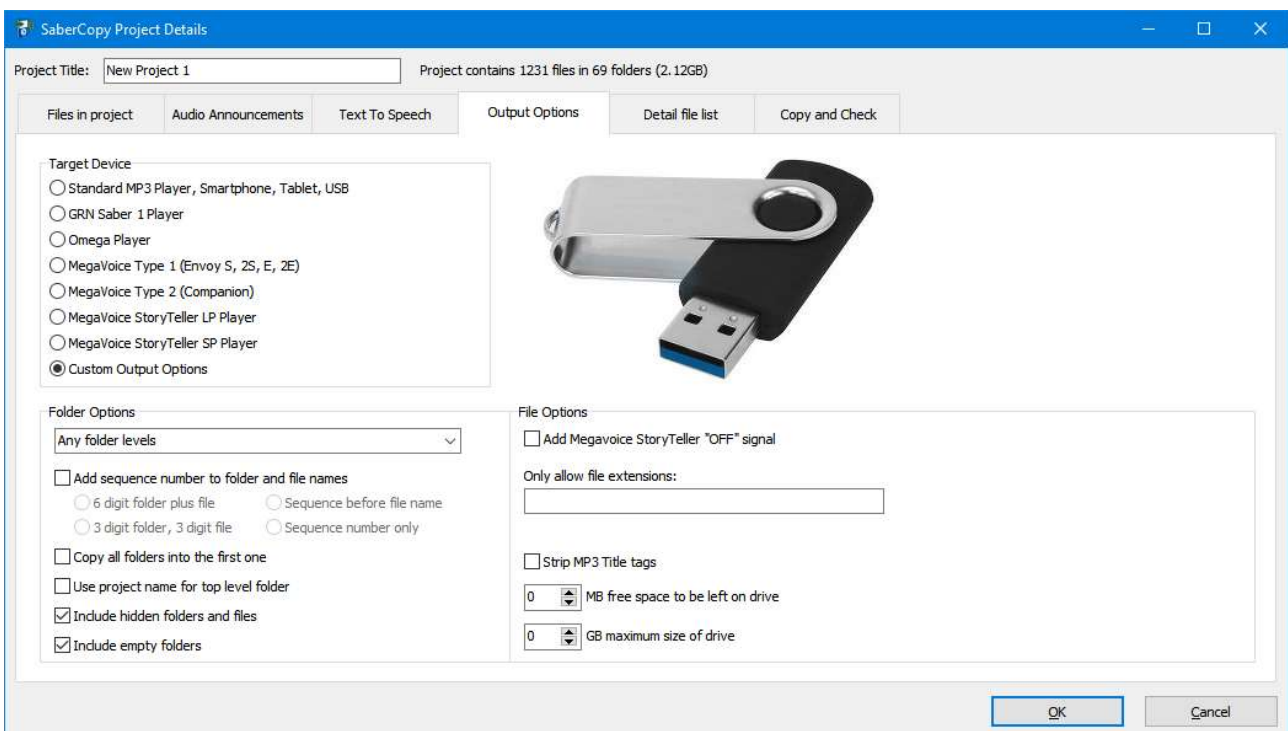 SaberCopy Project Details
Project Title: New Project 1 Project contains 1231 files in 69 folders (2.12GB)
Files in project Audio Announcements Text To Speech Output Options Detail file list Copy and Check
Target Device
Standard MP3 Player, Smartphone, Tablet, USB
GRN Saber 1 Player
Omega Player
MegaVoice Type 1 (Envoy S, 2S, E, 2E)
MegaVoice Type 2 (Companion)
MegaVoice StoryTeller LP Player
MegaVoice StoryTeller SP Player
Custom Output Options
Folder Options
Any folder levels
Add sequence number to folder and file names
6 digit folder plus file Sequence before file name
3 digit folder, 3 digit file Sequence number only
Copy all folders into the first one
Use project name for top level folder
Include hidden folders and files
Include empty folders
File Options
Add Megavoice StoryTeller "OFF" signal
Only allow file extensions:
Strip MP3 Title tags
0 MB free space to be left on drive
0 GB maximum size of drive
OK Cancel